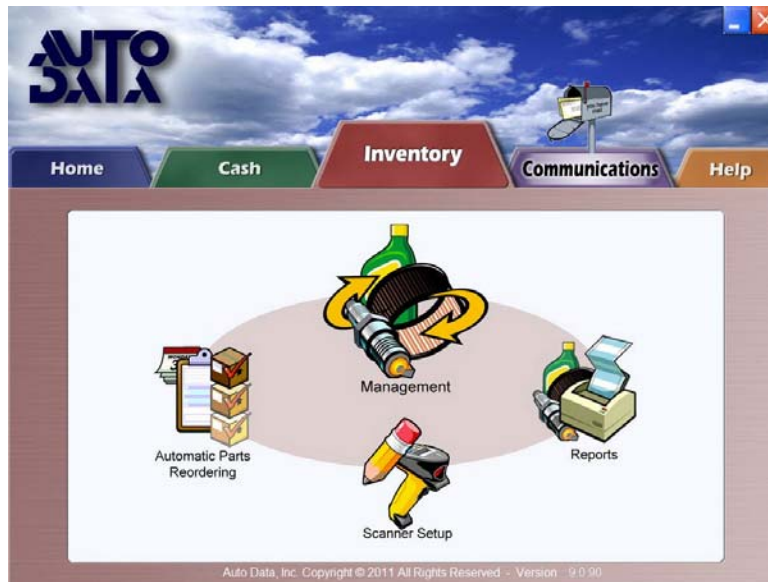 AUTO
DATA
Home
Cash
Inventory
Communications
Help
Management
Automatic Parts
Reordering
Reports
Scanner Setup
Auto Data, Inc. Copyright © 2011 All Rights Reserved - Version 9.0.90